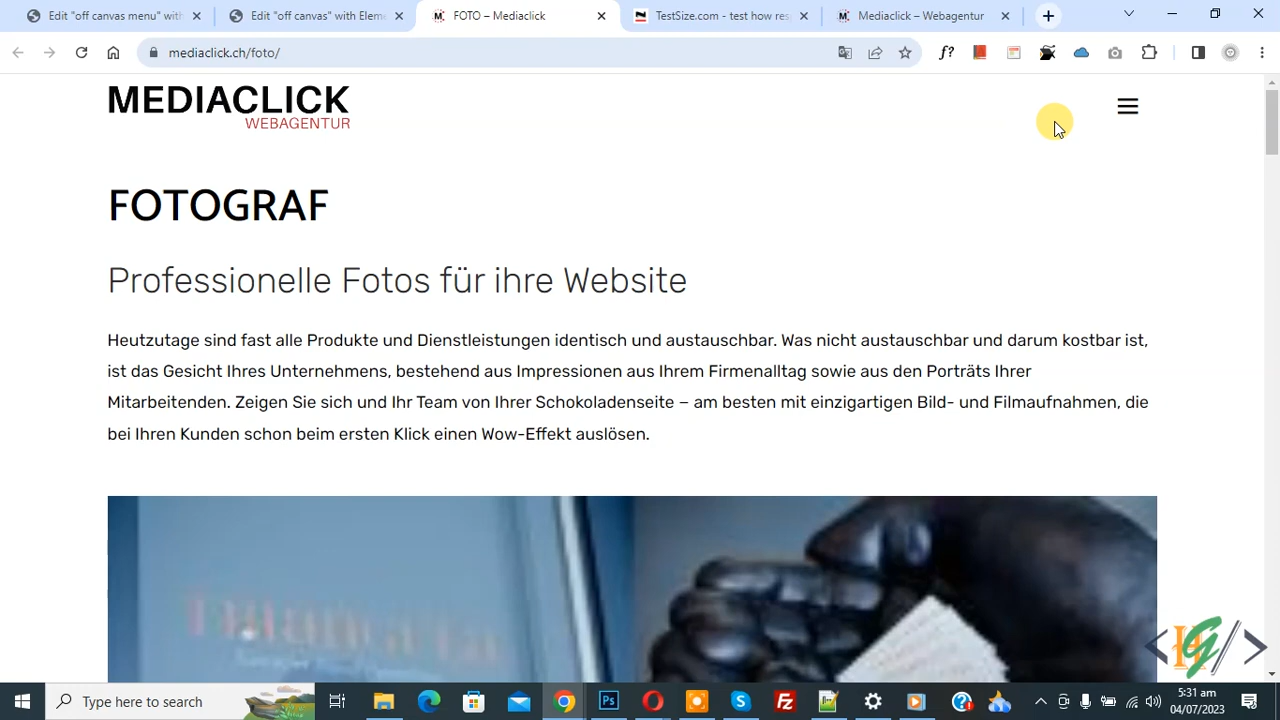 Edit "off canvas menu" with
Edit "off canvas" with Eleme
FOTO – Mediaclick
TestSize.com - test how res
Mediaclick – Webagentur
mediaclick.ch/foto/
f?
MEDIACLICK
WEBAGENTUR
FOTOGRAF
Professionelle Fotos für ihre Website
Heutzutage sind fast alle Produkte und Dienstleistungen identisch und austauschbar. Was nicht austauschbar und darum kostbar ist,
ist das Gesicht Ihres Unternehmens, bestehend aus Impressionen aus Ihrem Firmenalltag sowie aus den Porträts Ihrer
Mitarbeitenden. Zeigen Sie sich und Ihr Team von Ihrer Schokoladenseite – am besten mit einzigartigen Bild- und Filmaufnahmen, die
bei Ihren Kunden schon beim ersten Klick einen Wow-Effekt auslösen.
Type here to search
Ps
5:31 am
04/07/2023